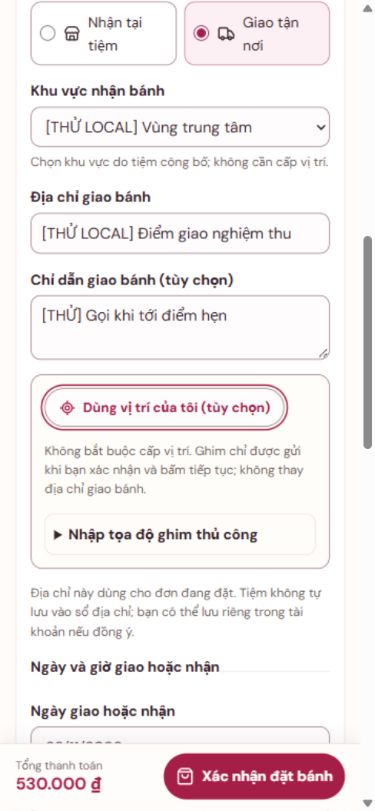 Nhận tại
tiệm
Giao tận
nơi
Khu vực nhận bánh
[THỬ LOCAL] Vùng trung tâm
Chọn khu vực do tiệm công bố; không cần cấp vị trí.
Địa chỉ giao bánh
[THỬ LOCAL] Điểm giao nghiệm thu
Chỉ dẫn giao bánh (tùy chọn)
[THỬ] Gọi khi tới điểm hẹn
Dùng vị trí của tôi (tùy chọn)
Không bắt buộc cấp vị trí. Ghim chỉ được gửi
khi bạn xác nhận và bấm tiếp tục; không thay
địa chỉ giao bánh.
Nhập tọa độ ghim thủ công
Địa chỉ này dùng cho đơn đang đặt. Tiệm không tự
lưu vào sổ địa chỉ; bạn có thể lưu riêng trong tài
khoản nếu đồng ý.
Ngày và giờ giao hoặc nhận
Ngày giao hoặc nhận
Tổng thanh toán
530.000 ₫
Xác nhận đặt bánh